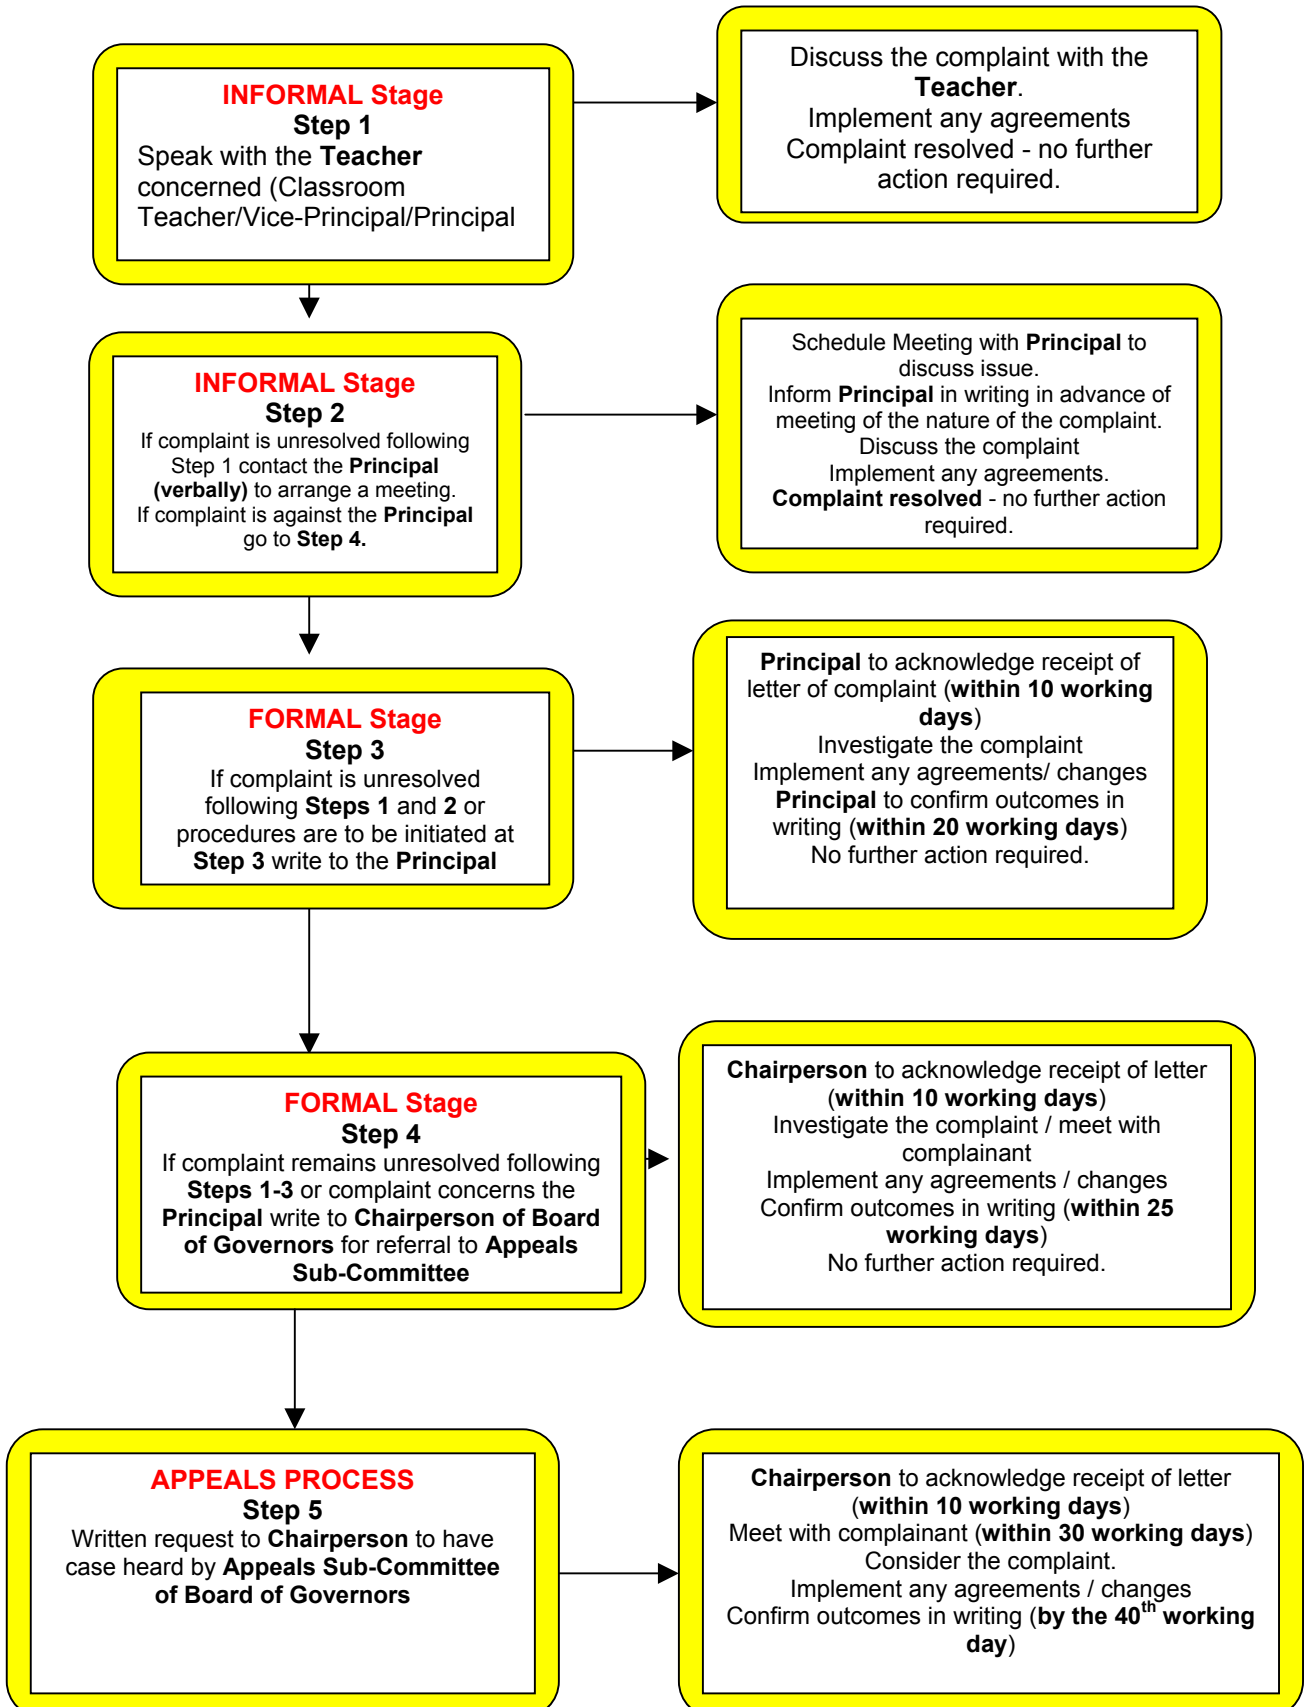 INFORMAL Stage
Step 1
Speak with the Teacher
concerned (Classroom
Teacher/Vice-Principal/Principal
Discuss the complaint with the
Teacher.
Implement any agreements
Complaint resolved - no further
action required.
INFORMAL Stage
Step 2
If complaint is unresolved following
Step 1 contact the Principal
(verbally) to arrange a meeting.
If complaint is against the Principal
go to Step 4.
Schedule Meeting with Principal to
discuss issue.
Inform Principal in writing in advance of
meeting of the nature of the complaint.
Discuss the complaint
Implement any agreements.
Complaint resolved - no further action
required.
FORMAL Stage
Step 3
If complaint is unresolved
following Steps 1 and 2 or
procedures are to be initiated at
Step 3 write to the Principal
Principal to acknowledge receipt of
letter of complaint (within 10 working
days)
Investigate the complaint
Implement any agreements/ changes
Principal to confirm outcomes in
writing (within 20 working days)
No further action required.
FORMAL Stage
Step 4
If complaint remains unresolved following
Steps 1-3 or complaint concerns the
Principal write to Chairperson of Board
of Governors for referral to Appeals
Sub-Committee
Chairperson to acknowledge receipt of letter
(within 10 working days)
Investigate the complaint / meet with
complainant
Implement any agreements / changes
Confirm outcomes in writing (within 25
working days)
No further action required.
APPEALS PROCESS
Step 5
Written request to Chairperson to have
case heard by Appeals Sub-Committee
of Board of Governors
Chairperson to acknowledge receipt of letter
(within 10 working days)
Meet with complainant (within 30 working days)
Consider the complaint.
Implement any agreements / changes
Confirm outcomes in writing (by the 40th working
day)